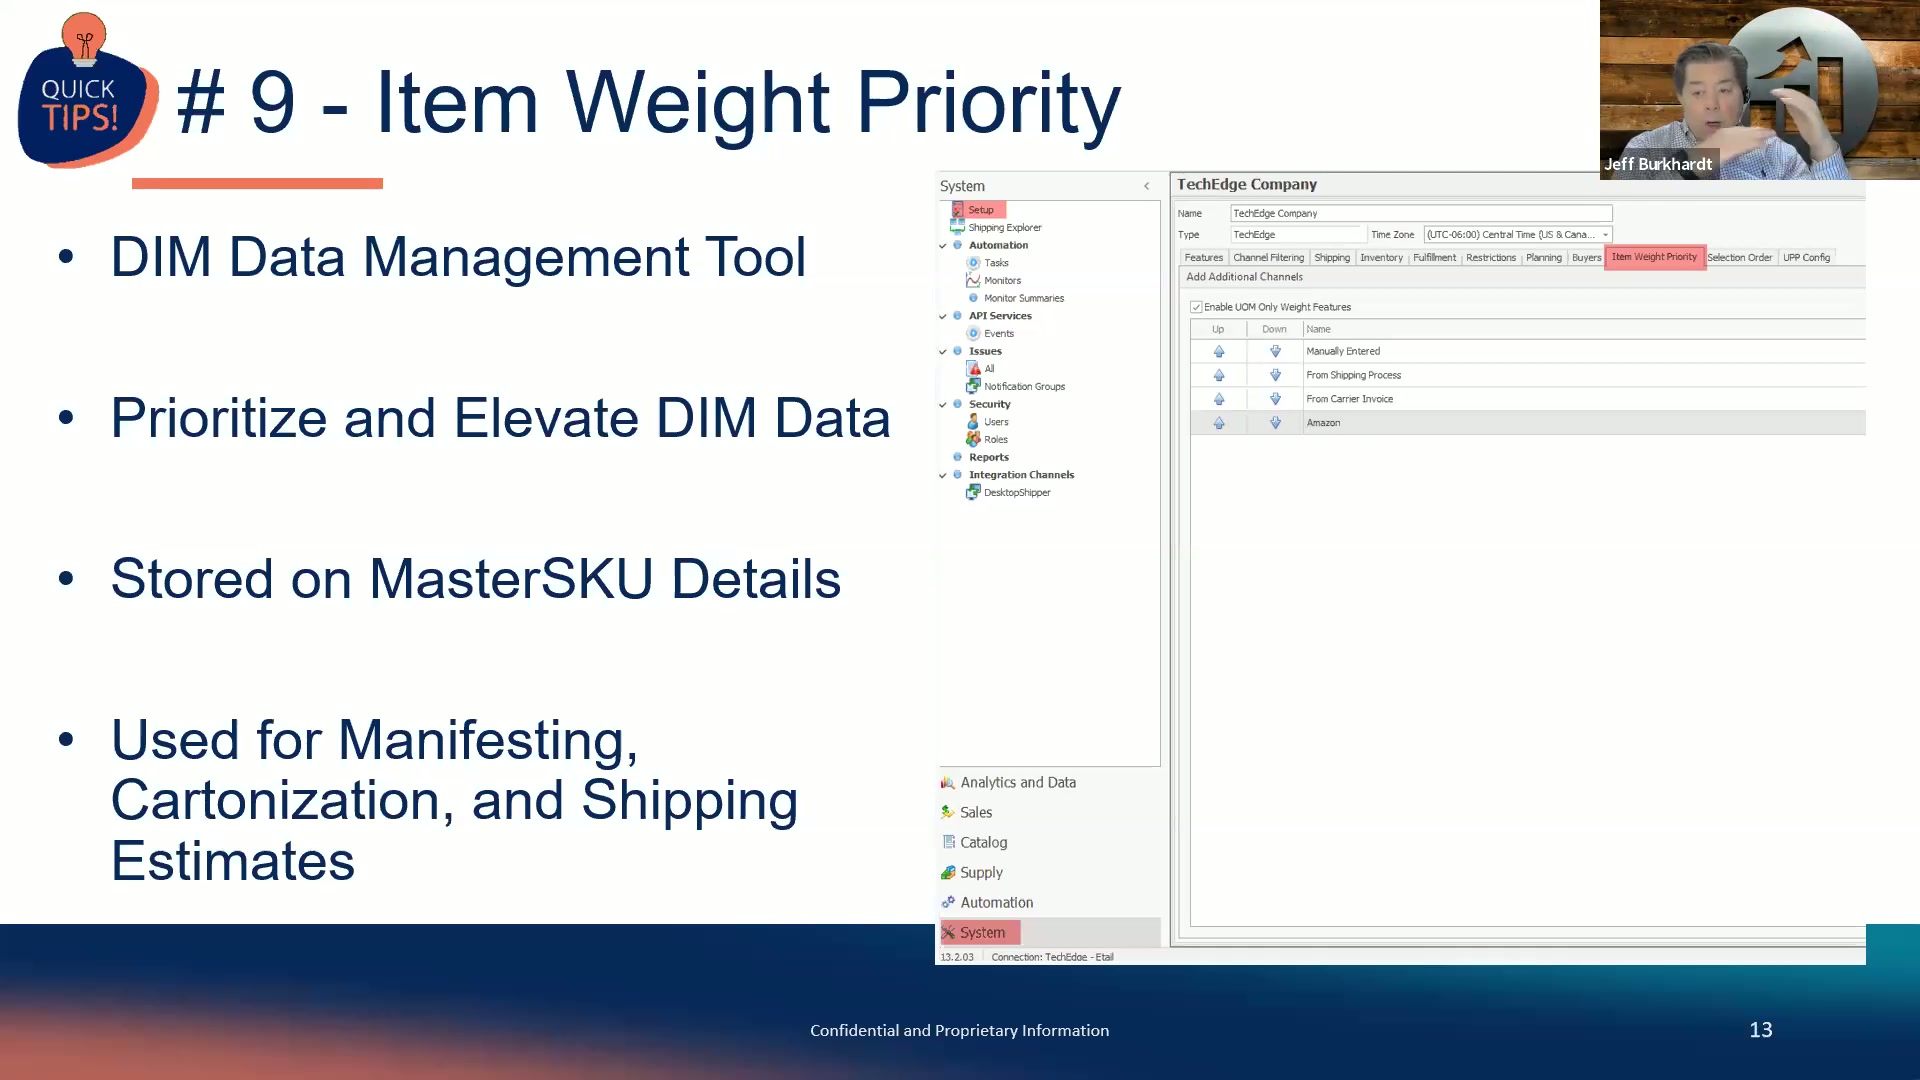 QUICK
TIPS!
# 9 - Item Weight Priority
• DIM Data Management Tool
• Prioritize and Elevate DIM Data
• Stored on MasterSKU Details
• Used for Manifesting,
Cartonization, and Shipping
Estimates
Jeff Burkhardt
System
Setup
Shipping Explorer
Automation
Tasks
Monitors
Monitor Summaries
API Services
Events
Issues
All
Notification Groups
Security
Users
Roles
Reports
Integration Channels
DesktopShipper
Analytics and Data
Sales
Catalog
Supply
Automation
System
13.2.03 Connection: TechEdge - Etail
TechEdge Company
Name TechEdge Company
Type TechEdge Time Zone (UTC-06:00) Central Time (US & Cana...
Features Channel Filtering Shipping Inventory Fulfillment Restrictions Planning Buyers Item Weight Priority Selection Order UPP Config
Add Additional Channels
Enable UOM Only Weight Features
Up Down Name
Manually Entered
From Shipping Process
From Carrier Invoice
Amazon
Confidential and Proprietary Information
13